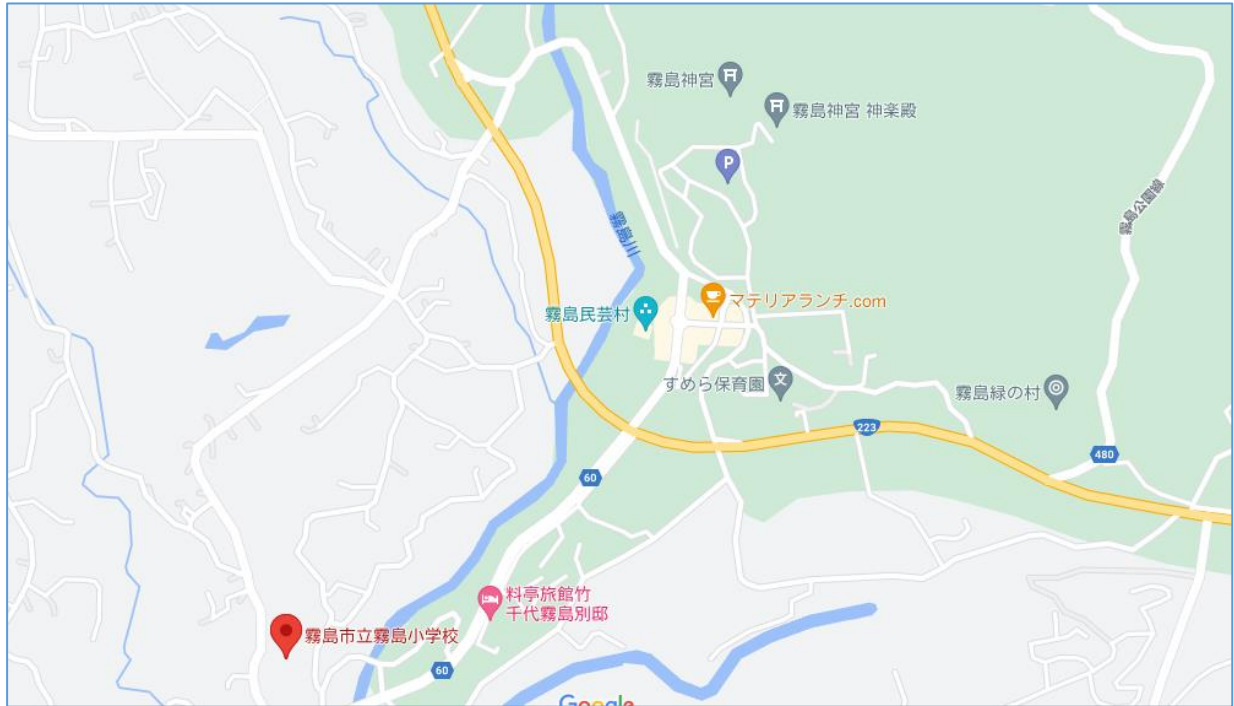 霧島神宮
霧島神宮 神楽殿
P
霧島公園線
霧島川
マテリアランチ.com
霧島民芸村
すめら保育園
文
霧島緑の村
223
480
60
料亭旅館竹
千代霧島別邸
霧島市立霧島小学校
60
Google